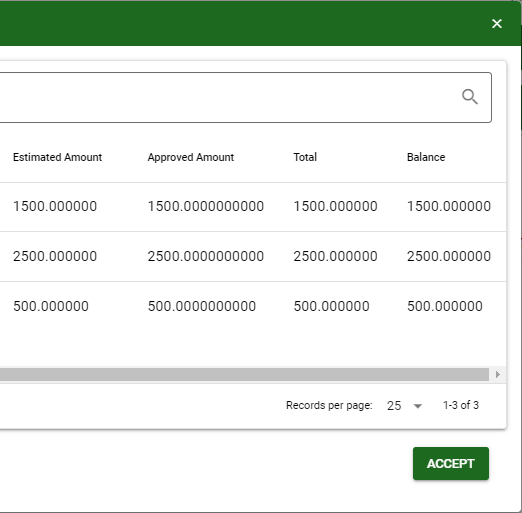 Estimated Amount Approved Amount Total Balance
1500.000000 1500.0000000000 1500.000000 1500.000000
2500.000000 2500.0000000000 2500.000000 2500.000000
500.000000 500.0000000000 500.000000 500.000000
Records per page: 25 1-3 of 3
ACCEPT